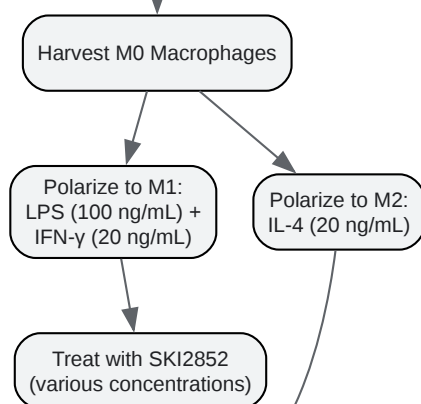 Harvest M0 Macrophages
Polarize to M1:
LPS (100 ng/mL) +
IFN-γ (20 ng/mL)
Polarize to M2:
IL-4 (20 ng/mL)
Treat with SKI2852
(various concentrations)